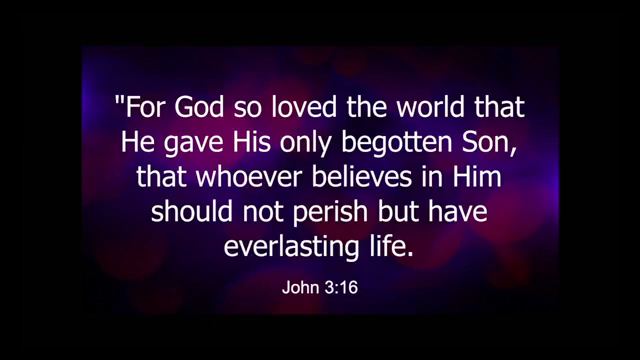 "For God so loved the world that
He gave His only begotten Son,
that whoever believes in Him
should not perish but have
everlasting life.
John 3:16